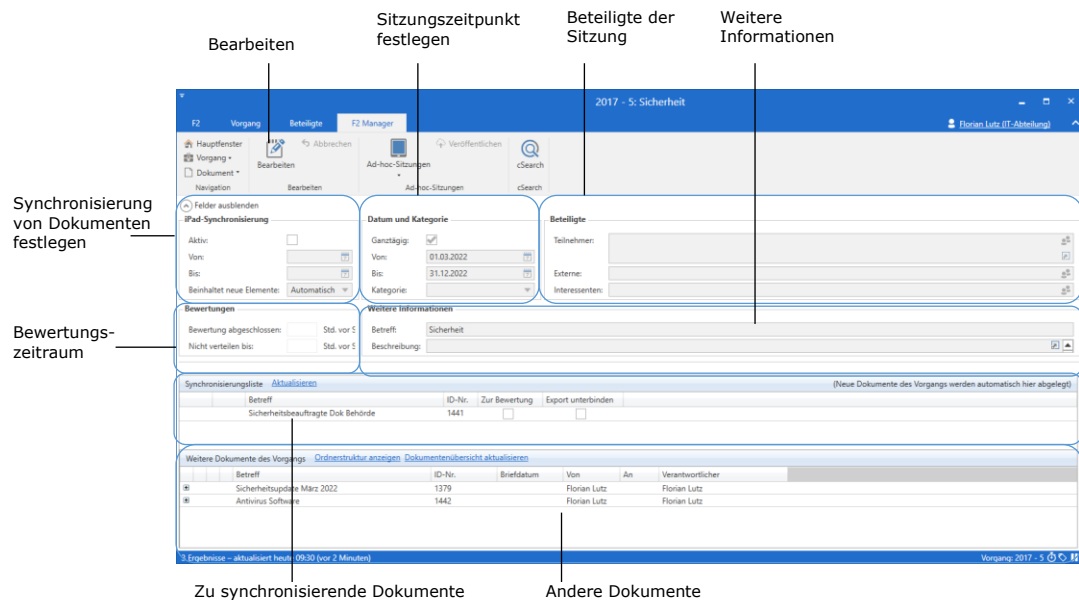 Sitzungszeitpunkt
festlegen
Beteiligte der
Sitzung
Weitere
Informationen
Bearbeiten
2017 - 5: Sicherheit
F2 Vorgang Beteiligte F2 Manager
Florian Lutz (IT-Abteilung)
Hauptfenster
Vorgang
Dokument
Navigation
Bearbeiten
Abbrechen
Bearbeiten
Ad-hoc-Sitzungen
Veröffentlichen
Ad-hoc-Sitzungen
cSearch
cSearch
Synchronisierung
von Dokumenten
festlegen
Felder ausblenden
iPad-Synchronisierung
Aktiv:
Von:
Bis:
Beinhaltet neue Elemente: Automatisch
Datum und Kategorie
Ganztägig:
Von: 01.03.2022
Bis: 31.12.2022
Kategorie:
Beteiligte
Teilnehmer:
Externe:
Interessenten:
Bewertungs-
zeitraum
Bewertungen
Bewertung abgeschlossen: Std. vor S
Nicht verteilen bis: Std. vor S
Weitere Informationen
Betreff: Sicherheit
Beschreibung:
Synchronisierungsliste Aktualisieren (Neue Dokumente des Vorgangs werden automatisch hier abgelegt)
Betreff ID-Nr. Zur Bewertung Export unterbinden
Sicherheitsbeauftragte Dok Behörde 1441
Weitere Dokumente des Vorgangs Ordnerstruktur anzeigen Dokumentenübersicht aktualisieren
Betreff ID-Nr. Briefdatum Von An Verantwortlicher
Sicherheitsupdate März 2022 1379 Florian Lutz Florian Lutz
Antivirus Software 1442 Florian Lutz Florian Lutz
3 Ergebnisse – aktualisiert heute 09:30 (vor 2 Minuten) Vorgang: 2017 - 5
Zu synchronisierende Dokumente
Andere Dokumente